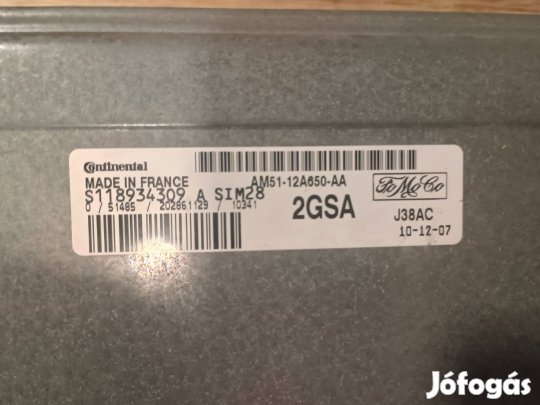 Continental
MADE IN FRANCE
AM51-12A650-AA
FoMoCo
S118934309 A SIM28
0 / 51485 / 202861129 / 10341
2GSA
J38AC
10-12-07
Jófogás